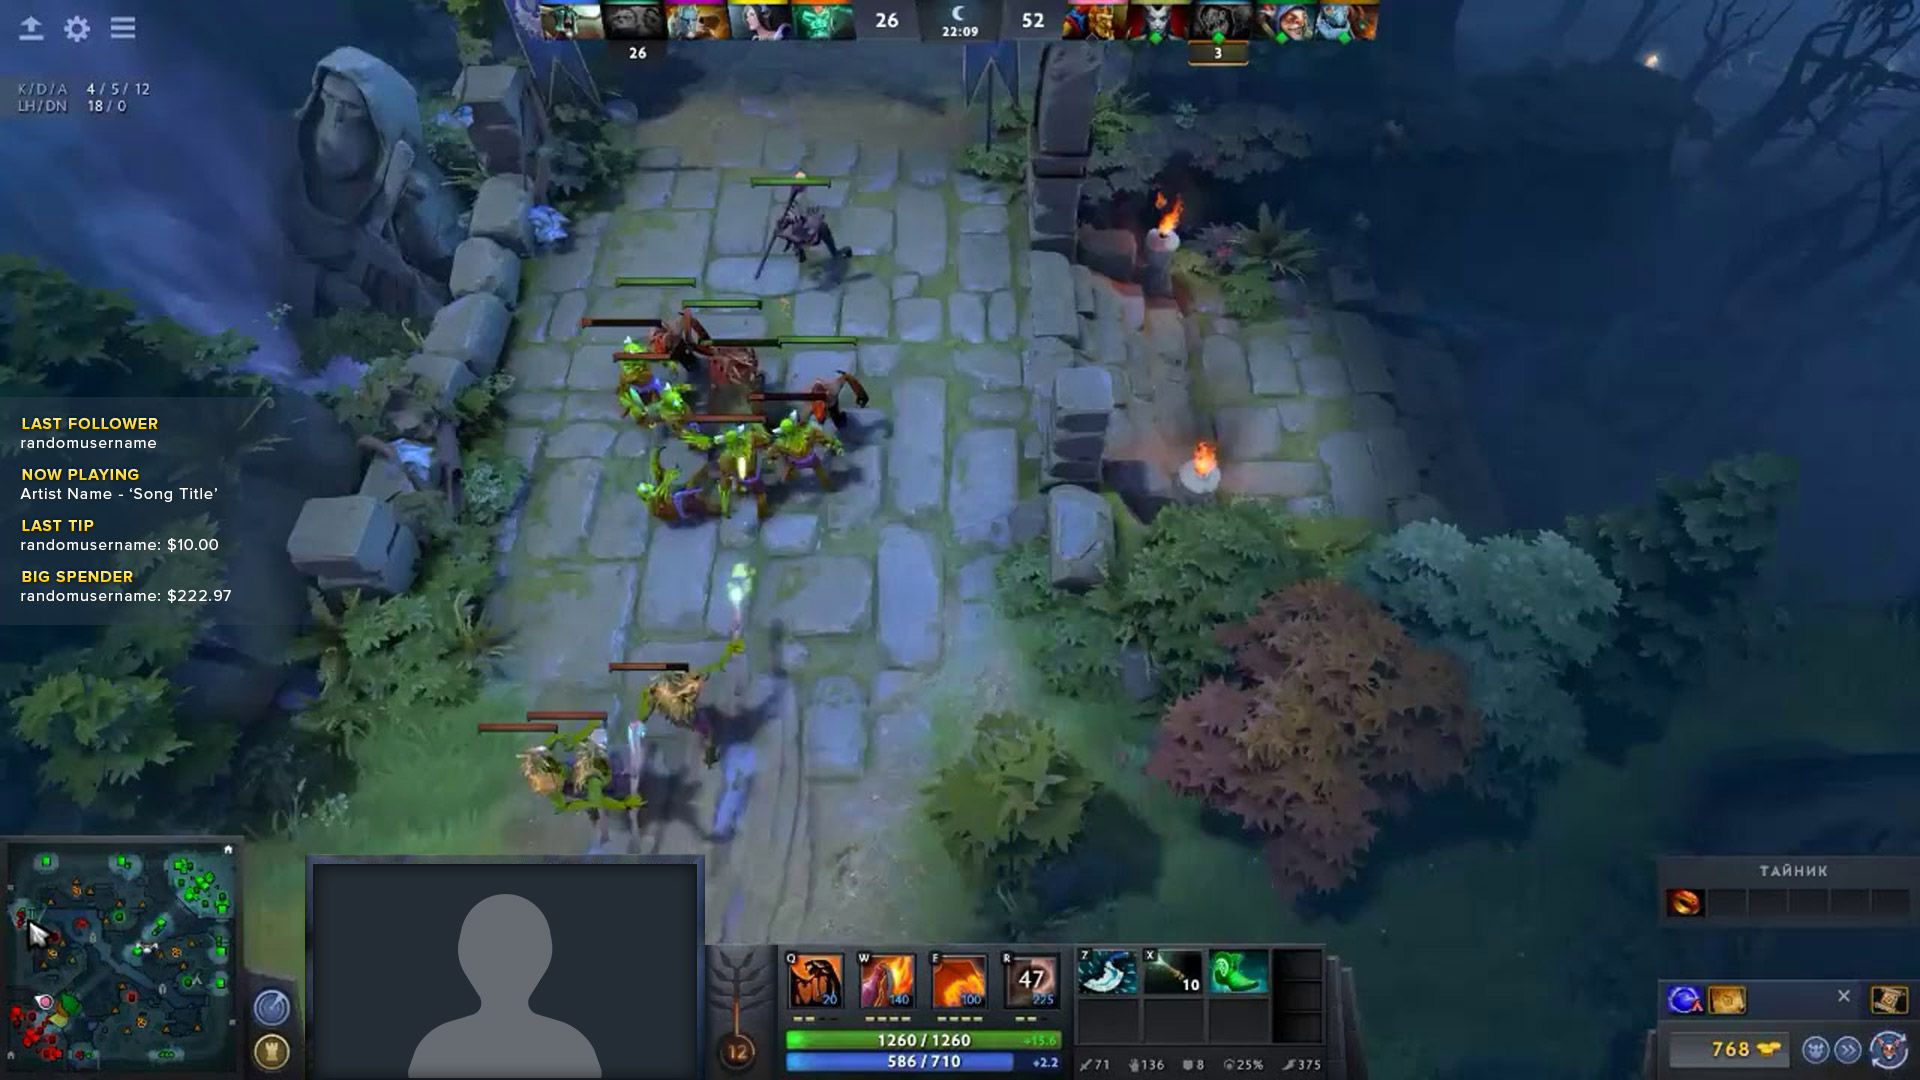 26
22:09
52
26
3
K/D/A 4 / 5 / 12
LH/DN 18 / 0
LAST FOLLOWER
randomusername
NOW PLAYING
Artist Name - ‘Song Title’
LAST TIP
randomusername: $10.00
BIG SPENDER
randomusername: $222.97
ТАЙНИК
Q W E R Z X
47 10
20 140 100 225
1260 / 1260 +15.6
12 586 / 710 +2.2
71 136 8 25% 375
768